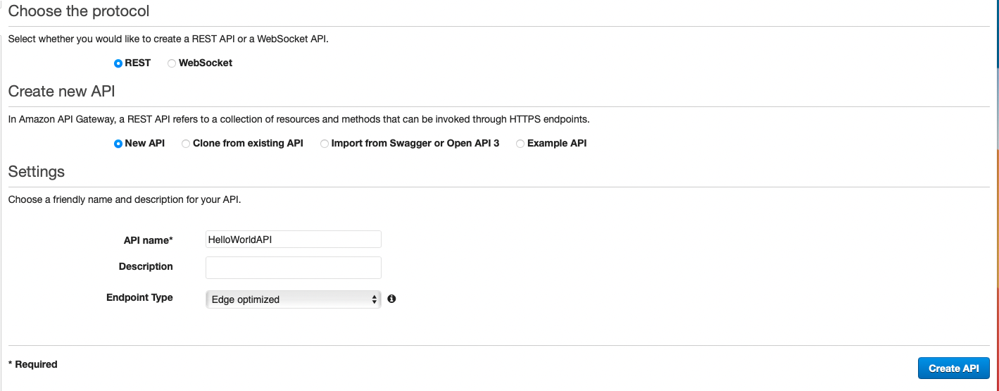 Choose the protocol
Select whether you would like to create a REST API or a WebSocket API.
REST WebSocket
Create new API
In Amazon API Gateway, a REST API refers to a collection of resources and methods that can be invoked through HTTPS endpoints.
New API Clone from existing API Import from Swagger or Open API 3 Example API
Settings
Choose a friendly name and description for your API.
API name* HelloWorldAPI
Description
Endpoint Type Edge optimized
* Required Create API